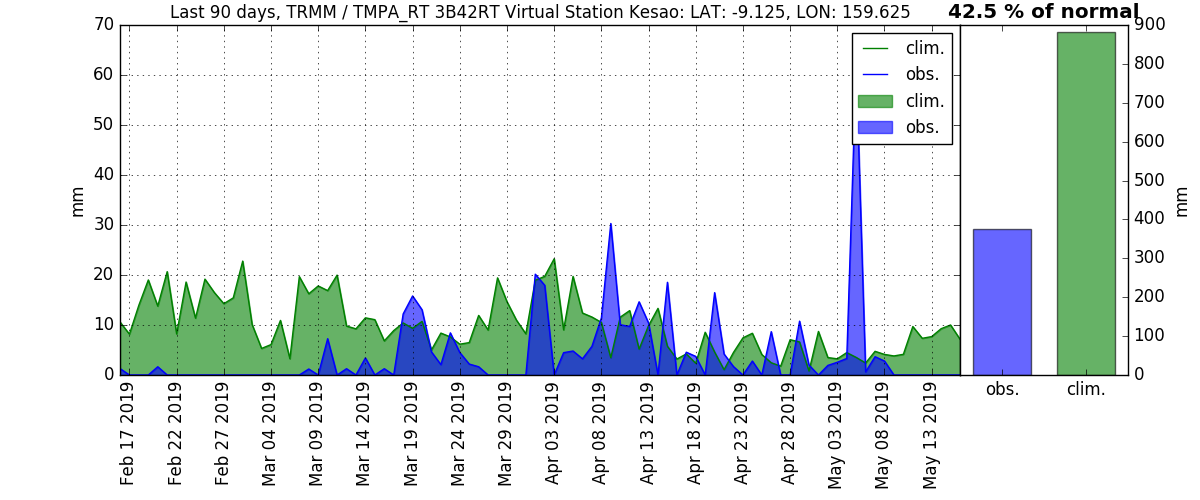 Last 90 days, TRMM / TMPA_RT 3B42RT Virtual Station Kesao: LAT: -9.125, LON: 159.625
42.5 % of normal
70
60
50
40
30
20
10
0
mm
clim.
obs.
clim.
obs.
900
800
700
600
500
400
300
200
100
0
mm
Feb 17 2019
Feb 22 2019
Feb 27 2019
Mar 04 2019
Mar 09 2019
Mar 14 2019
Mar 19 2019
Mar 24 2019
Mar 29 2019
Apr 03 2019
Apr 08 2019
Apr 13 2019
Apr 18 2019
Apr 23 2019
Apr 28 2019
May 03 2019
May 08 2019
May 13 2019
obs.
clim.